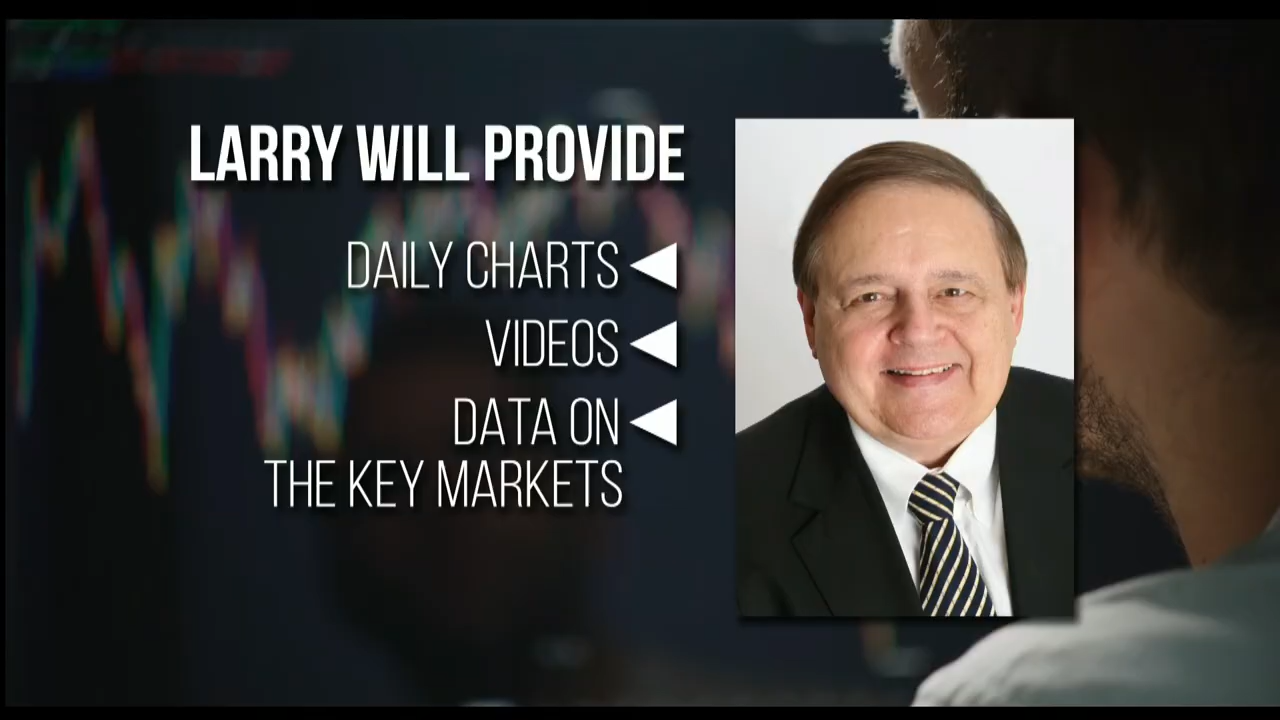 LARRY WILL PROVIDE
DAILY CHARTS
VIDEOS
DATA ON
THE KEY MARKETS